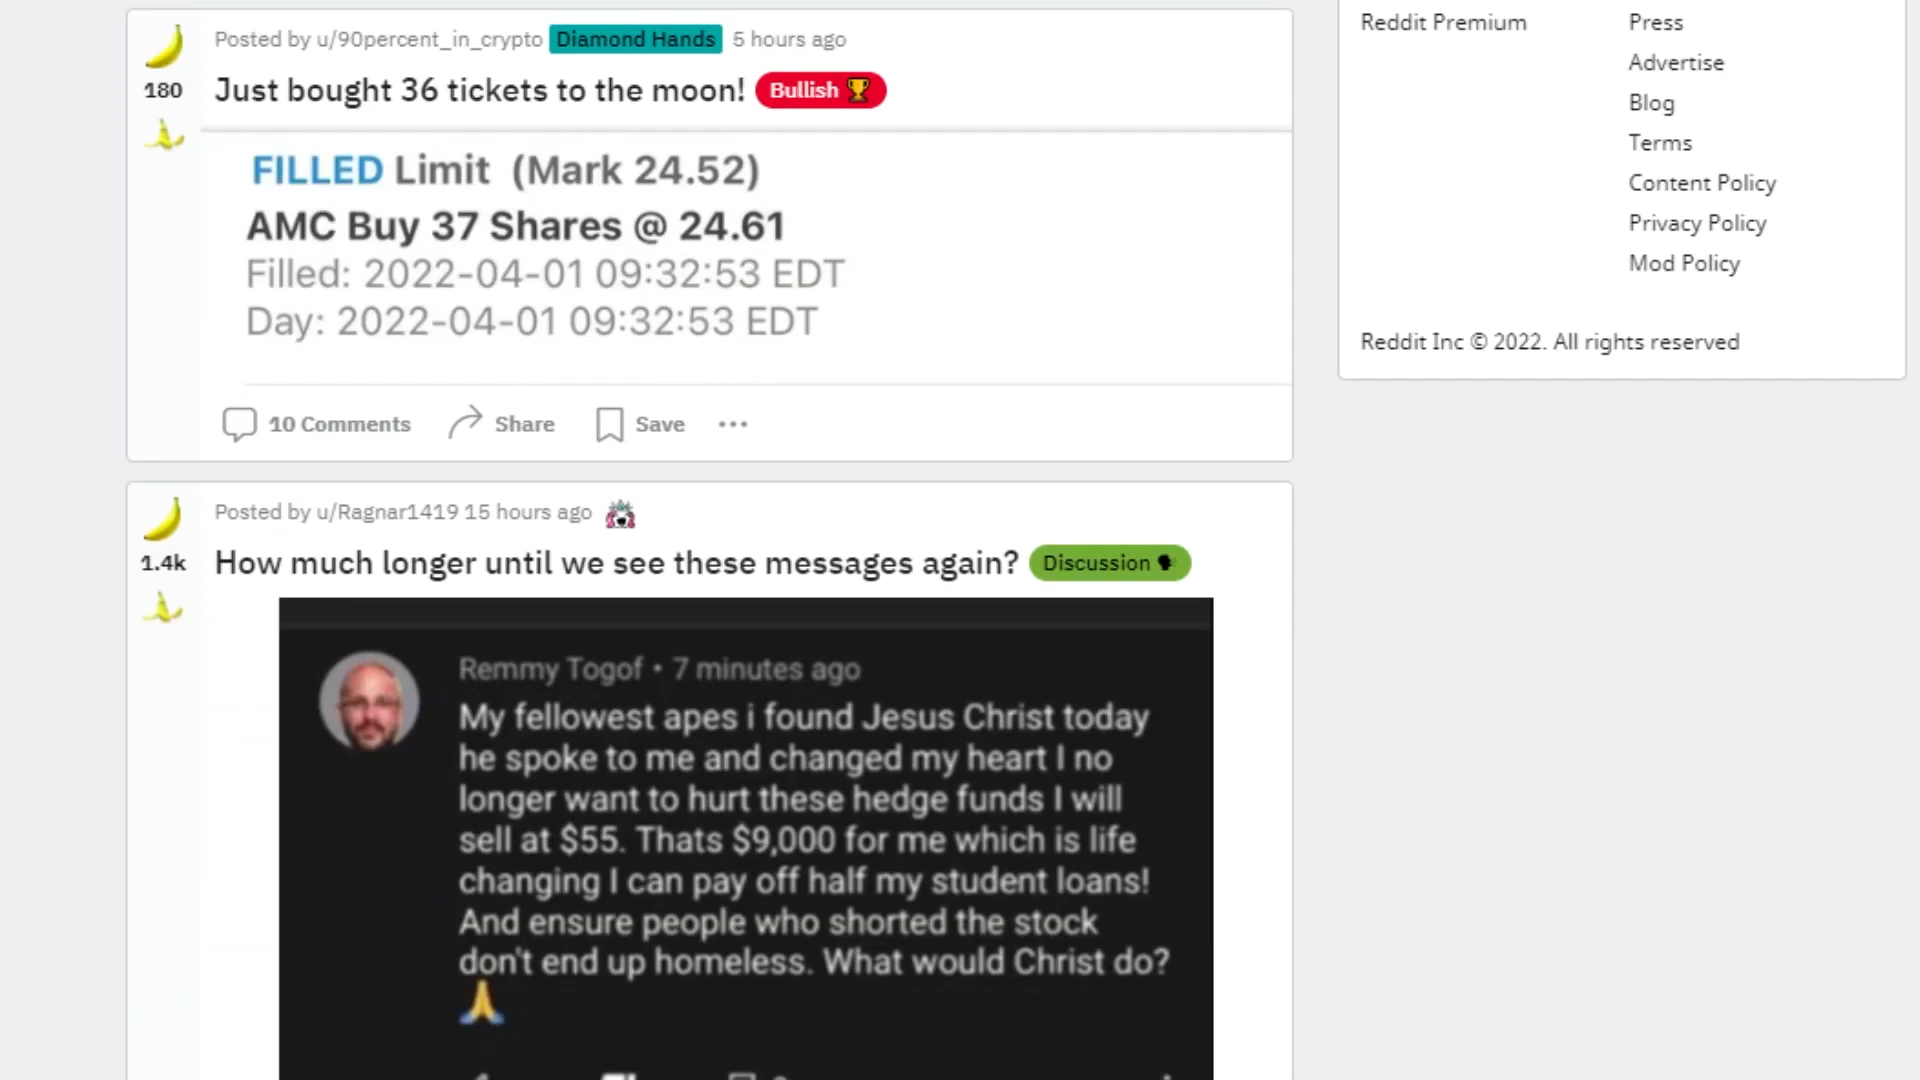 Posted by u/90percent_in_crypto Diamond Hands 5 hours ago
180
Just bought 36 tickets to the moon! Bullish 🏆
FILLED Limit (Mark 24.52)
AMC Buy 37 Shares @ 24.61
Filled: 2022-04-01 09:32:53 EDT
Day: 2022-04-01 09:32:53 EDT
10 Comments Share Save ···
Posted by u/Ragnar1419 15 hours ago
1.4k
How much longer until we see these messages again? Discussion 🗣
Remmy Togof • 7 minutes ago
My fellowest apes i found Jesus Christ today
he spoke to me and changed my heart I no
longer want to hurt these hedge funds I will
sell at $55. Thats $9,000 for me which is life
changing I can pay off half my student loans!
And ensure people who shorted the stock
don't end up homeless. What would Christ do?
🙏
Reddit Premium
Press
Advertise
Blog
Terms
Content Policy
Privacy Policy
Mod Policy
Reddit Inc © 2022. All rights reserved